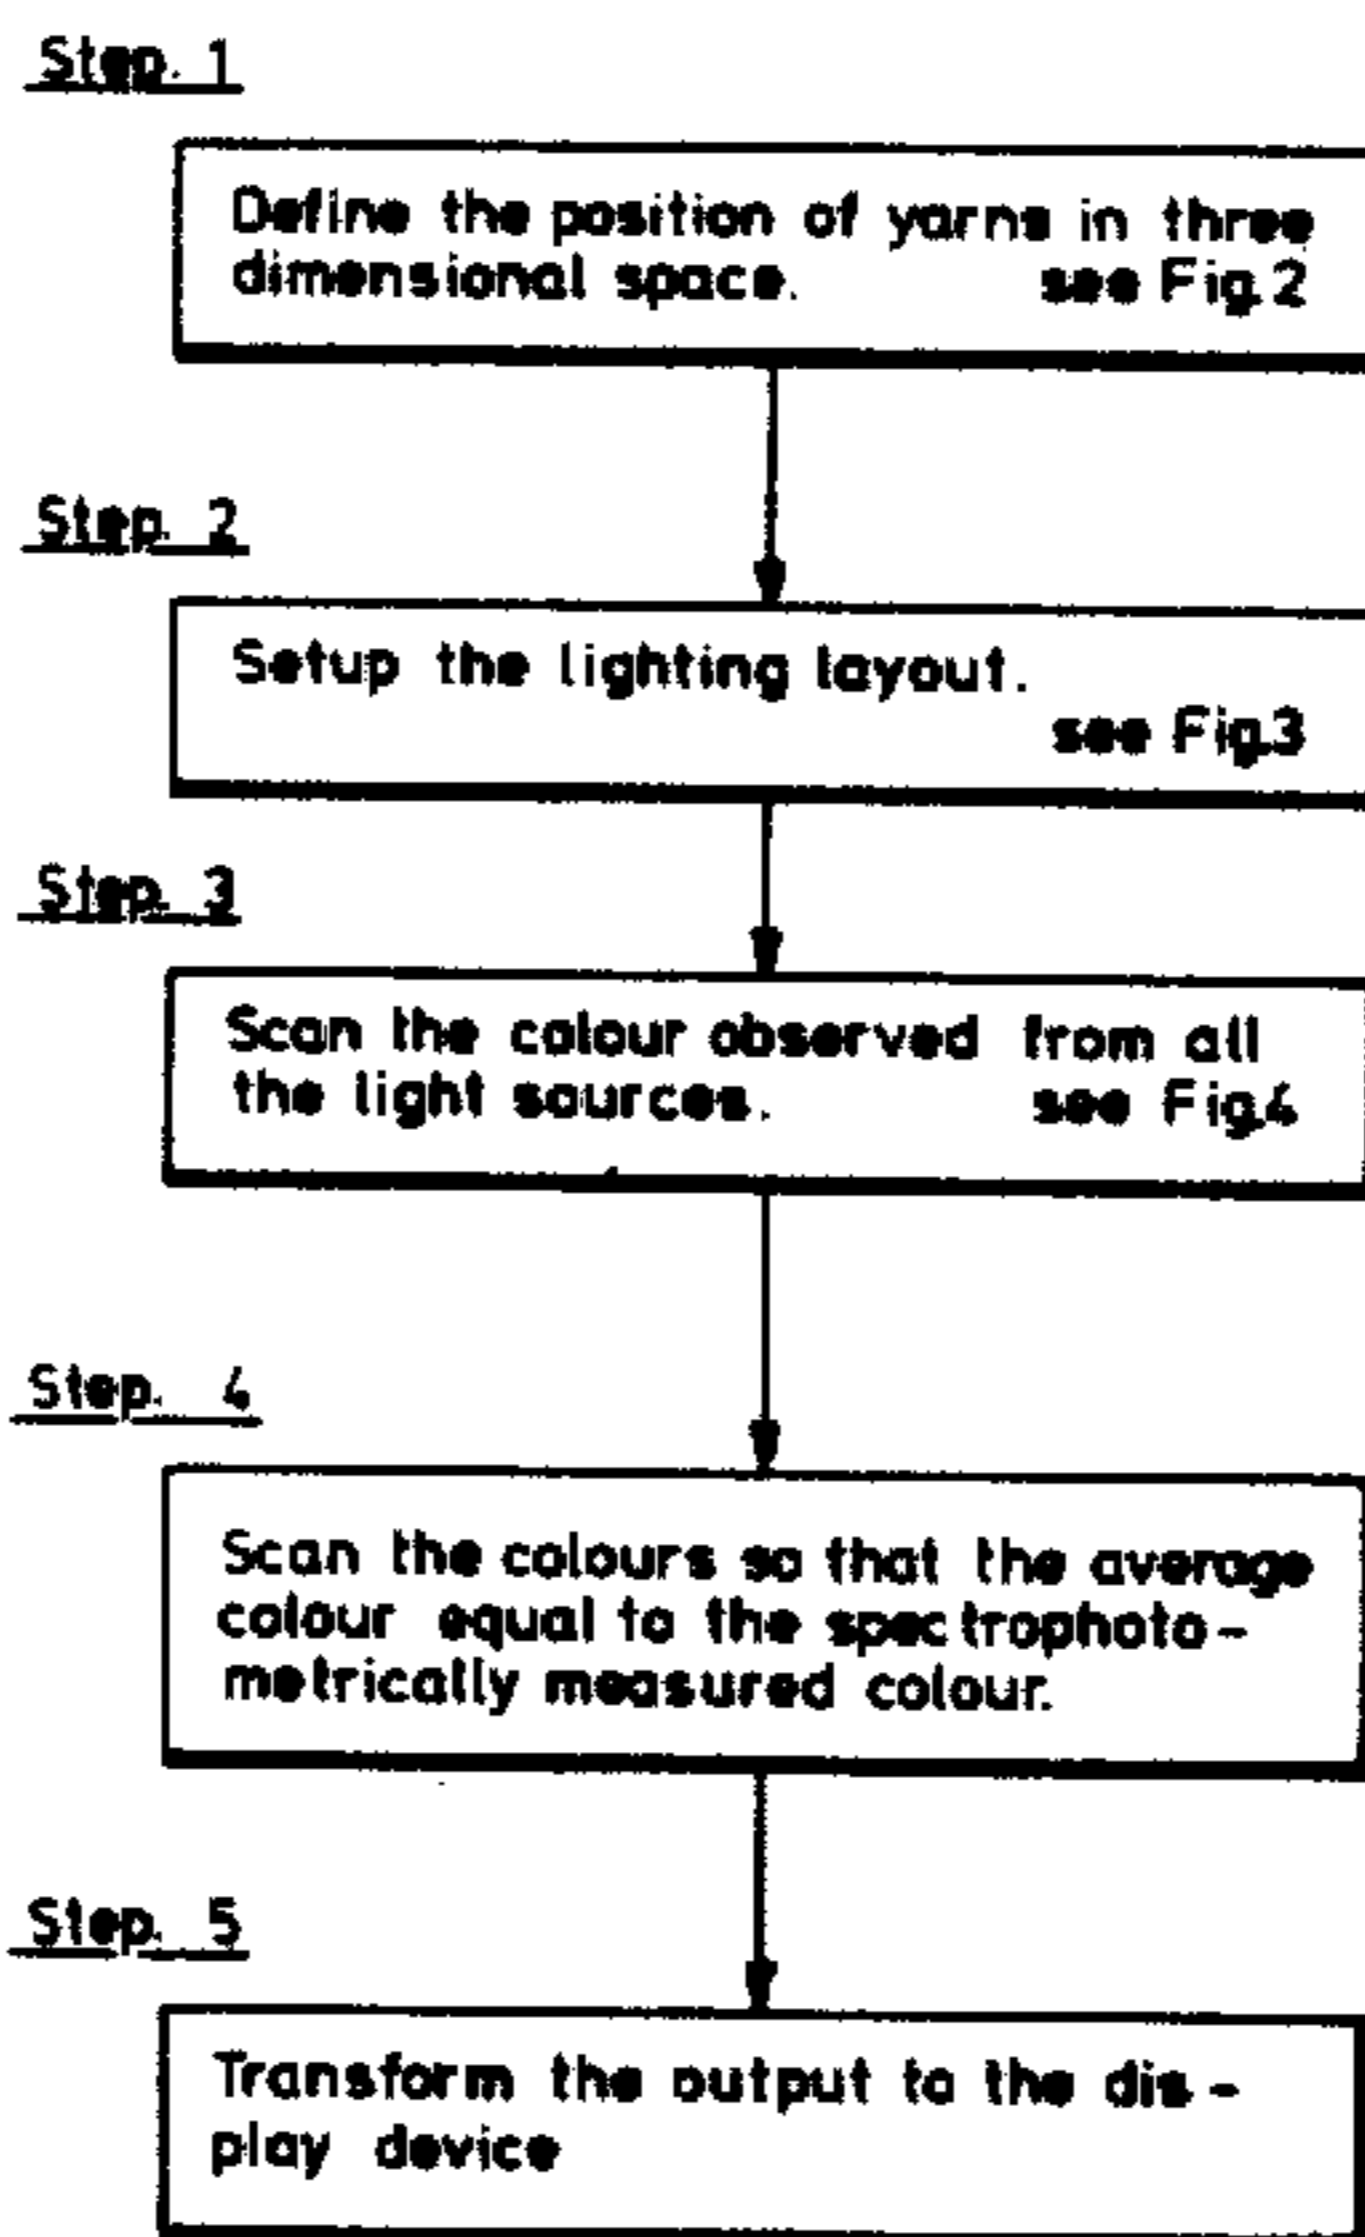 Step. 1
Define the position of yarns in three
dimensional space. see Fig.2
Step. 2
Setup the lighting layout.
see Fig.3
Step. 3
Scan the colour observed from all
the light sources. see Fig.4
Step. 4
Scan the colours so that the average
colour equal to the spectrophoto-
metrically measured colour.
Step. 5
Transform the output to the dis-
play device